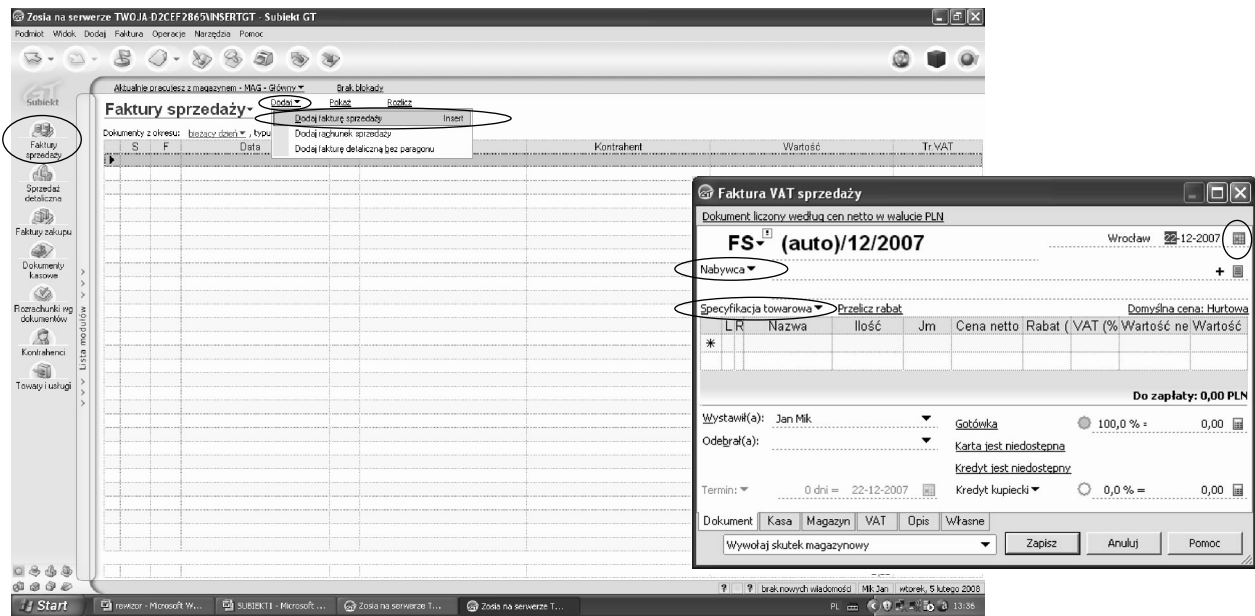 Zosia na serwerze TWOJA-D2CEF2865\INSERTGT - Subiekt GT
Podmiot Widok Dodaj Faktura Operacje Narzędzia Pomoc
Subiekt
Aktualnie pracujesz z magazynem - MAG - Główny Brak blokady
Faktury sprzedaży Dodaj Pokaż Rozlicz
Dodaj fakturę sprzedaży Insert
Dodaj rachunek sprzedaży
Dodaj fakturę detaliczną bez paragonu
Dokumenty z okresu: bieżący dzień, typu
S F Data Kontrahent Wartość Tr.VAT
Faktury sprzedaży
Sprzedaż detaliczna
Faktury zakupu
Dokumenty kasowe
Rozrachunki wg dokumentów
Kontrahenci
Towary i usługi
Lista modułów
Faktura VAT sprzedaży
Dokument liczony według cen netto w walucie PLN
FS (auto)/12/2007 Wrocław 22-12-2007
Nabywca
Specyfikacja towarowa Przelicz rabat Domyślna cena: Hurtowa
L R Nazwa Ilość Jm Cena netto Rabat ( VAT (% Wartość ne Wartość
Do zapłaty: 0,00 PLN
Wystawił(a): Jan Mik Gotówka 100,0 % = 0,00
Odebrał(a): Karta jest niedostępna
Kredyt jest niedostępny
Termin: 0 dni = 22-12-2007 Kredyt kupiecki 0,0 % = 0,00
Dokument Kasa Magazyn VAT Opis Własne
Wywołaj skutek magazynowy Zapisz Anuluj Pomoc
? ? brak nowych wiadomości Mik Jan wtorek, 5 lutego 2008
Start rewizor - Microsoft W... SUBIEKT1 - Microsoft ... Zosia na serwerze T... Zosia na serwerze T... PL 13:36